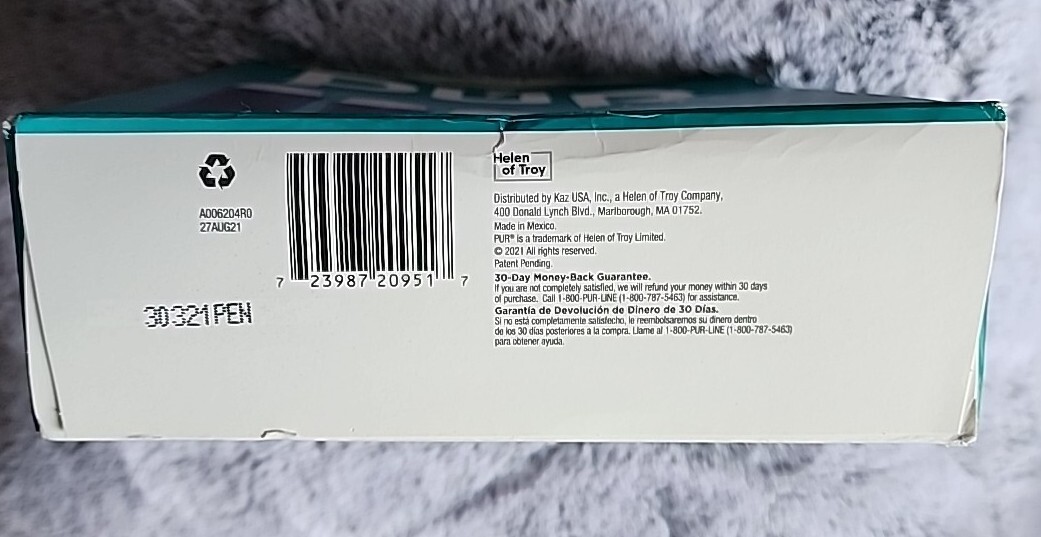 A006204R0
27AUG21
7 23987 20951 7
30321PEN
Helen
of Troy
Distributed by Kaz USA, Inc., a Helen of Troy Company,
400 Donald Lynch Blvd., Marlborough, MA 01752.
Made in Mexico.
PUR® is a trademark of Helen of Troy Limited.
© 2021 All rights reserved.
Patent Pending.
30-Day Money-Back Guarantee.
If you are not completely satisfied, we will refund your money within 30 days
of purchase. Call 1-800-PUR-LINE (1-800-787-5463) for assistance.
Garantía de Devolución de Dinero de 30 Días.
Si no está completamente satisfecho, le reembolsaremos su dinero dentro
de los 30 días posteriores a la compra. Llame al 1-800-PUR-LINE (1-800-787-5463)
para obtener ayuda.